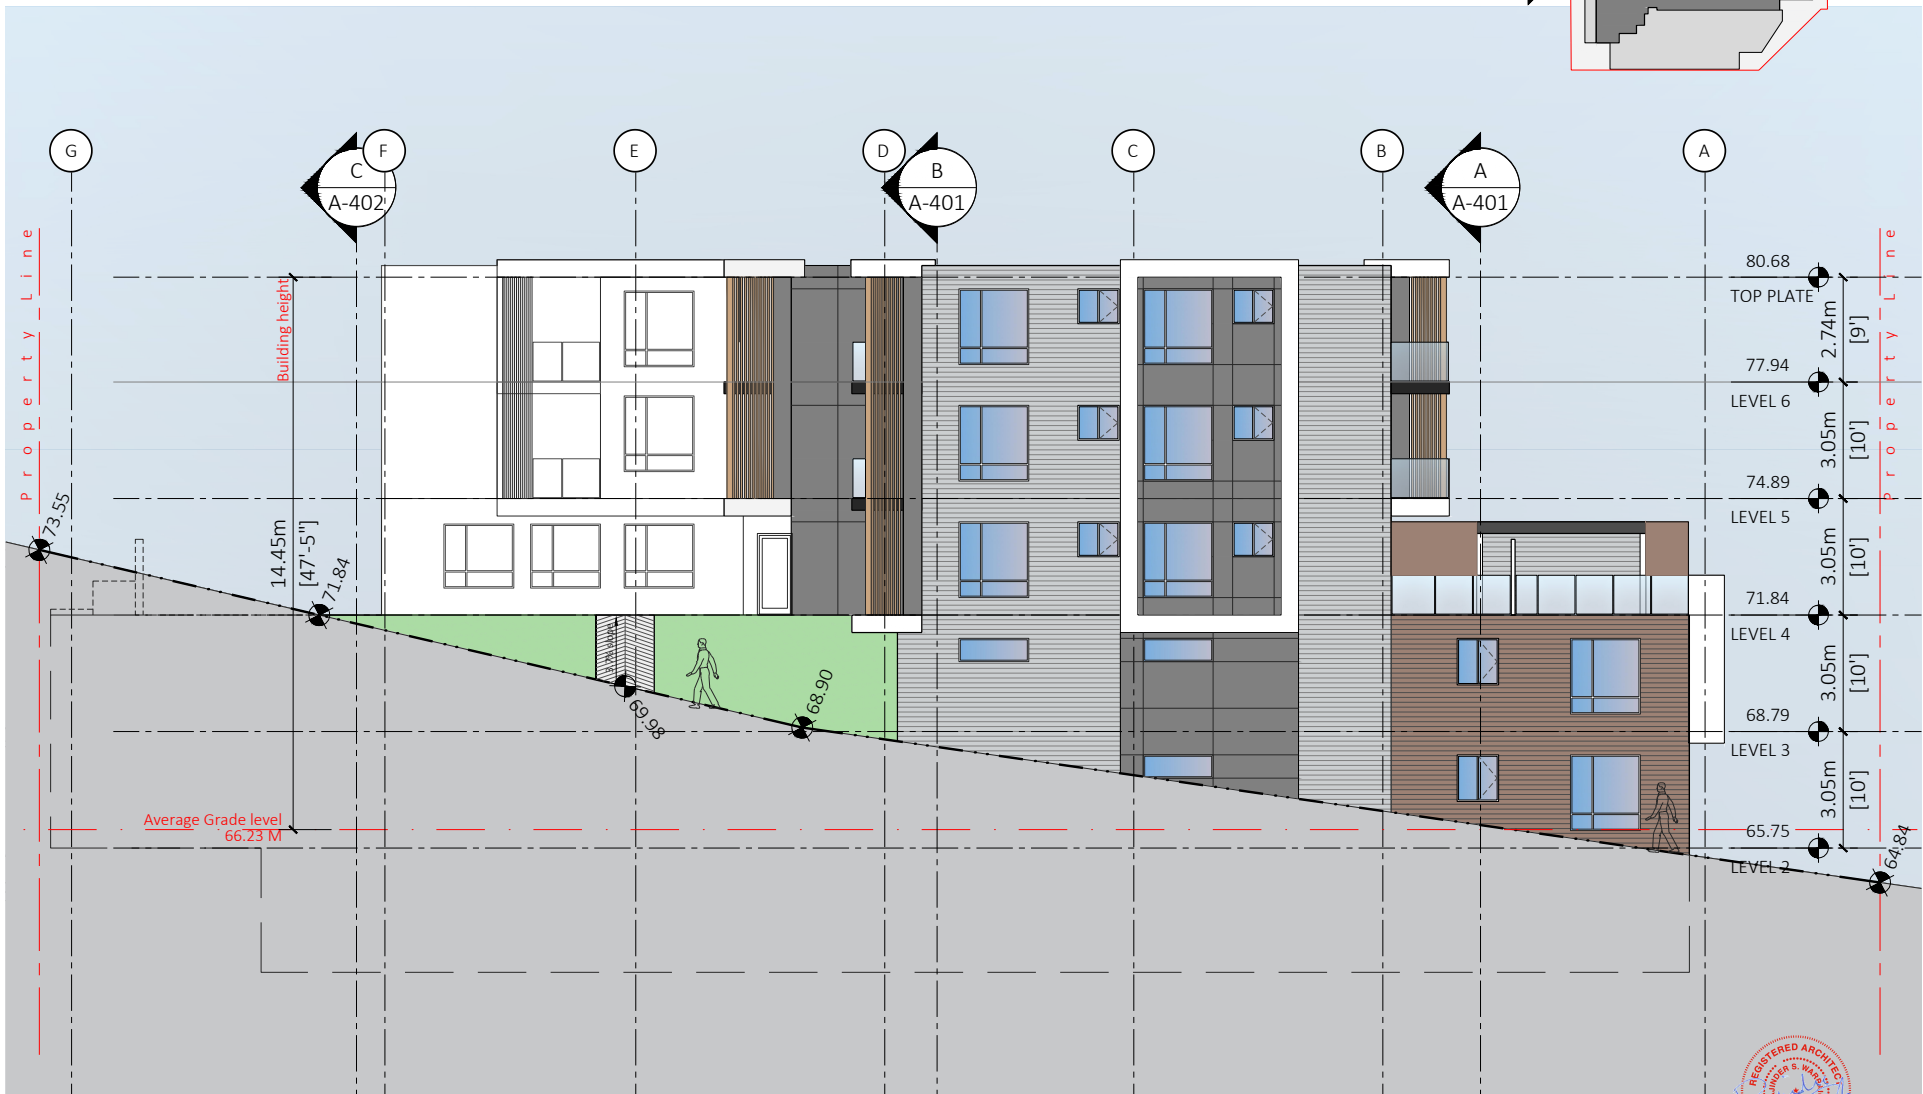 G
F
E
D
C
B
A
C
A-402
B
A-401
A
A-401
Property Line
Property Line
Building height
14.45m
[47'-5"]
73.55
71.84
69.98
68.90
64.84
Average Grade level
66.23 M
80.68
TOP PLATE
2.74m
[9']
77.94
LEVEL 6
3.05m
[10']
74.89
LEVEL 5
3.05m
[10']
71.84
LEVEL 4
3.05m
[10']
68.79
LEVEL 3
3.05m
[10']
65.75
LEVEL 2
REGISTERED ARCHITECT